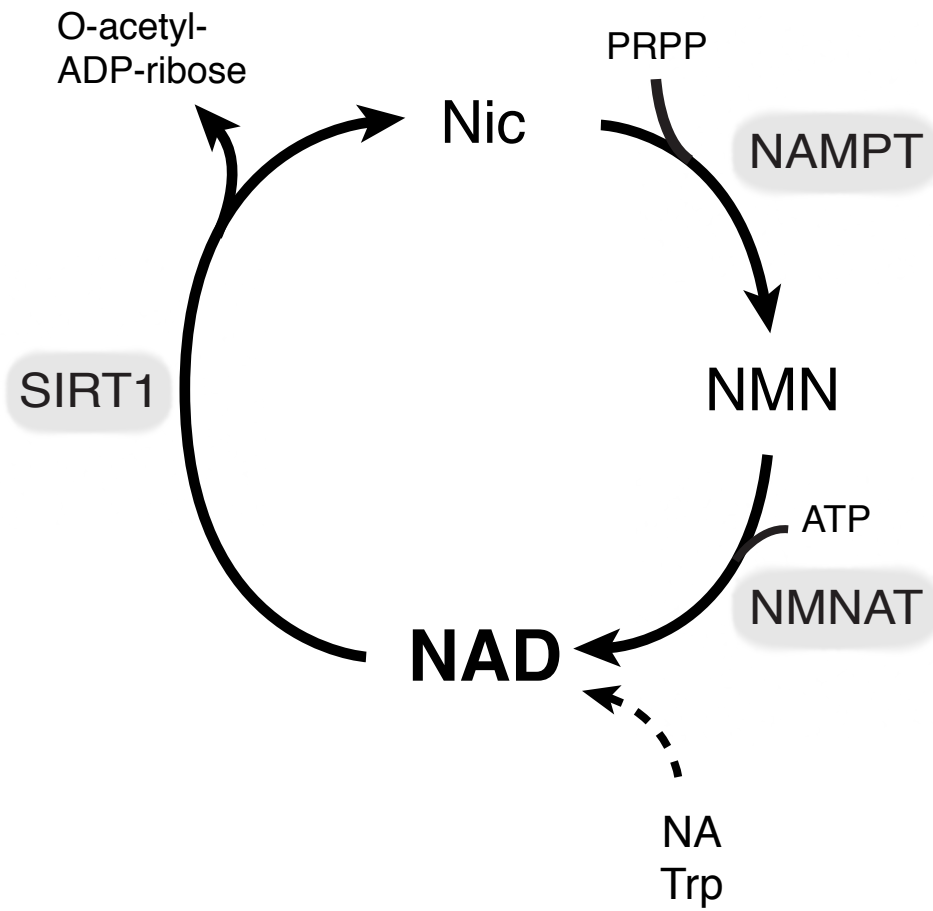 O-acetyl-
ADP-ribose
PRPP
Nic
NAMPT
SIRT1
NMN
ATP
NMNAT
NAD
NA
Trp